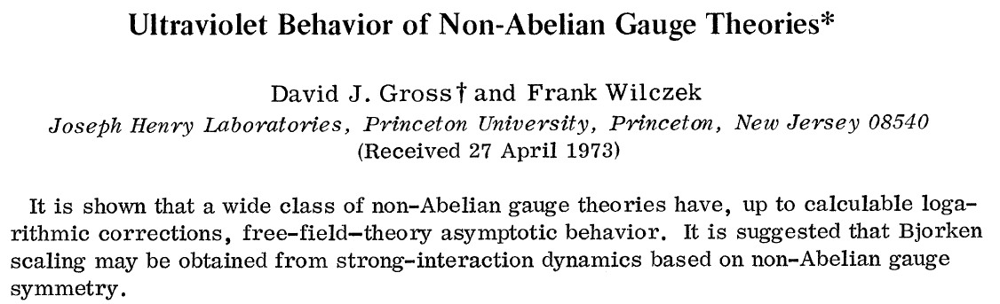 Ultraviolet Behavior of Non-Abelian Gauge Theories*
David J. Gross† and Frank Wilczek
Joseph Henry Laboratories, Princeton University, Princeton, New Jersey 08540
(Received 27 April 1973)
It is shown that a wide class of non-Abelian gauge theories have, up to calculable loga-
rithmic corrections, free-field-theory asymptotic behavior. It is suggested that Bjorken
scaling may be obtained from strong-interaction dynamics based on non-Abelian gauge
symmetry.